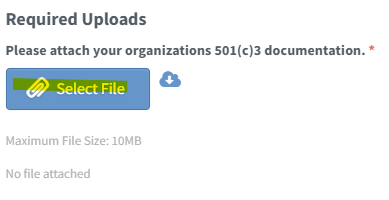 Required Uploads
Please attach your organizations 501(c)3 documentation. *
Select File
Maximum File Size: 10MB
No file attached